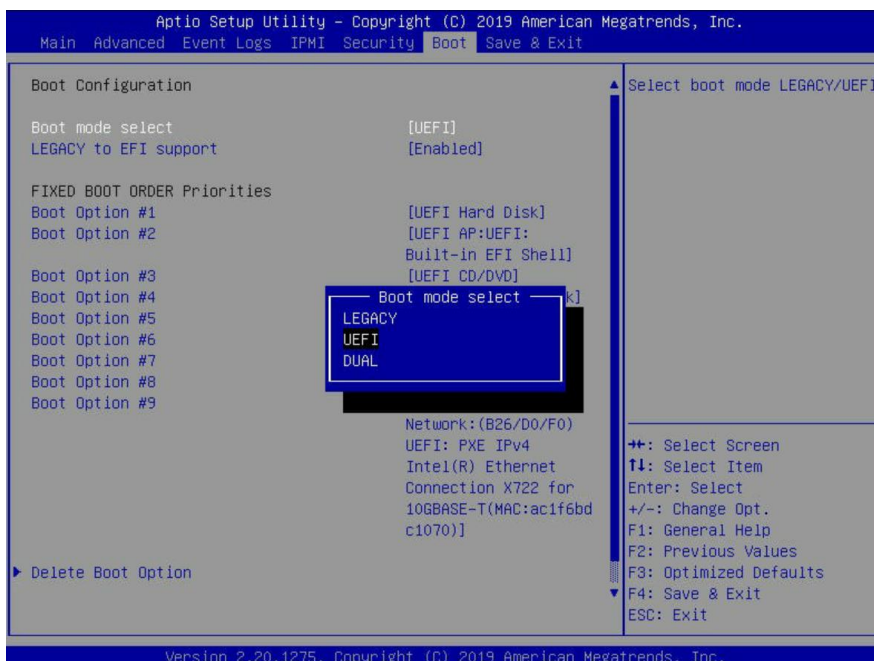 Aptio Setup Utility – Copyright (C) 2019 American Megatrends, Inc.
Main Advanced Event Logs IPMI Security Boot Save & Exit
Boot Configuration
Select boot mode LEGACY/UEFI
Boot mode select [UEFI]
LEGACY to EFI support [Enabled]
FIXED BOOT ORDER Priorities
Boot Option #1 [UEFI Hard Disk]
Boot Option #2 [UEFI AP:UEFI:
Built-in EFI Shell]
Boot Option #3 [UEFI CD/DVD]
Boot Option #4 k]
Boot Option #5
Boot Option #6
Boot Option #7
Boot Option #8
Boot Option #9
Boot mode select
LEGACY
UEFI
DUAL
Network:(B26/D0/F0)
UEFI: PXE IPv4
Intel(R) Ethernet
Connection X722 for
10GBASE-T(MAC:ac1f6bd
c1070)]
Delete Boot Option
→←: Select Screen
↑↓: Select Item
Enter: Select
+/-: Change Opt.
F1: General Help
F2: Previous Values
F3: Optimized Defaults
F4: Save & Exit
ESC: Exit
Version 2.20.1275. Copyright (C) 2019 American Megatrends, Inc.